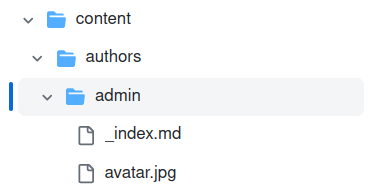 content
authors
admin
_index.md
avatar.jpg